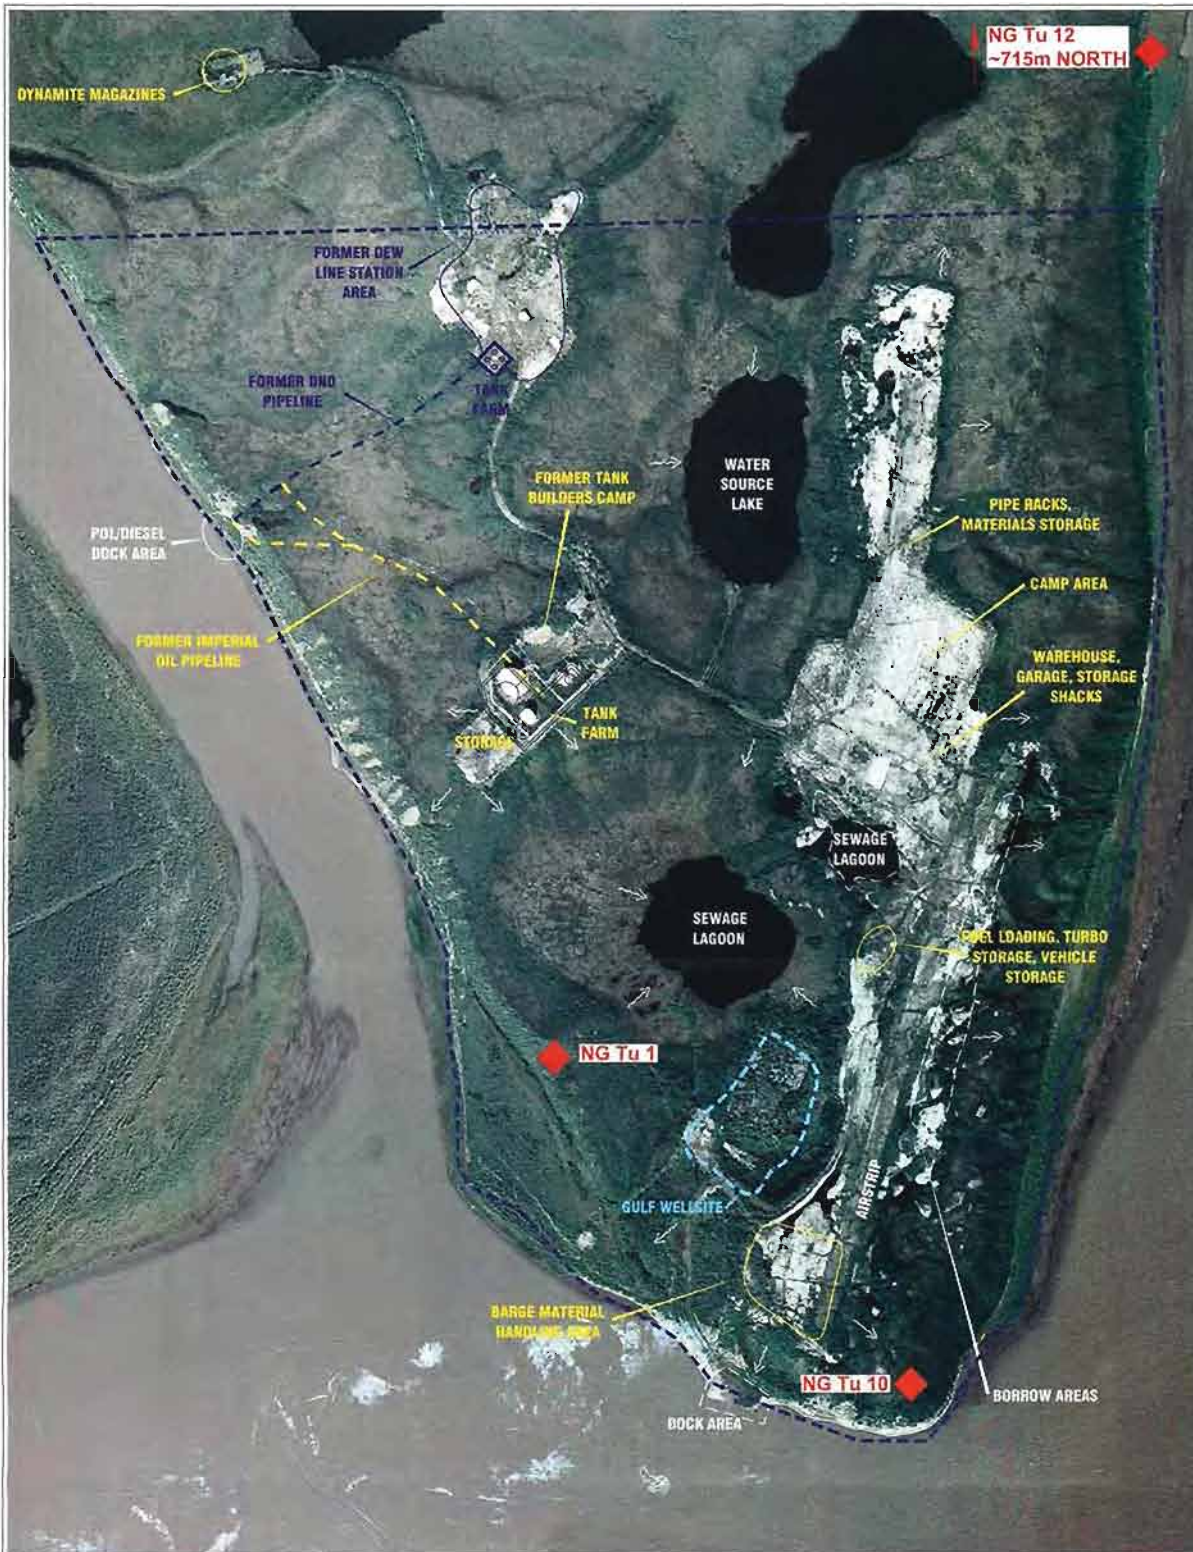 NG Tu 12
~715m NORTH
DYNAMITE MAGAZINES
FORMER DEW
LINE STATION
AREA
FORMER DND
PIPELINE
TANK
FARM
WATER
SOURCE
LAKE
FORMER TANK
BUILDERS CAMP
PIPE RACKS,
MATERIALS STORAGE
POL/DIESEL
DOCK AREA
CAMP AREA
FORMER IMPERIAL
OIL PIPELINE
WAREHOUSE,
GARAGE, STORAGE
SHACKS
TANK
FARM
STORAGE
SEWAGE
LAGOON
SEWAGE
LAGOON
FUEL LOADING, TURBO
STORAGE, VEHICLE
STORAGE
NG Tu 1
GULF WELLSITE
AIRSTRIP
BARGE MATERIAL
HANDLING AREA
NG Tu 10
BORROW AREAS
DOCK AREA